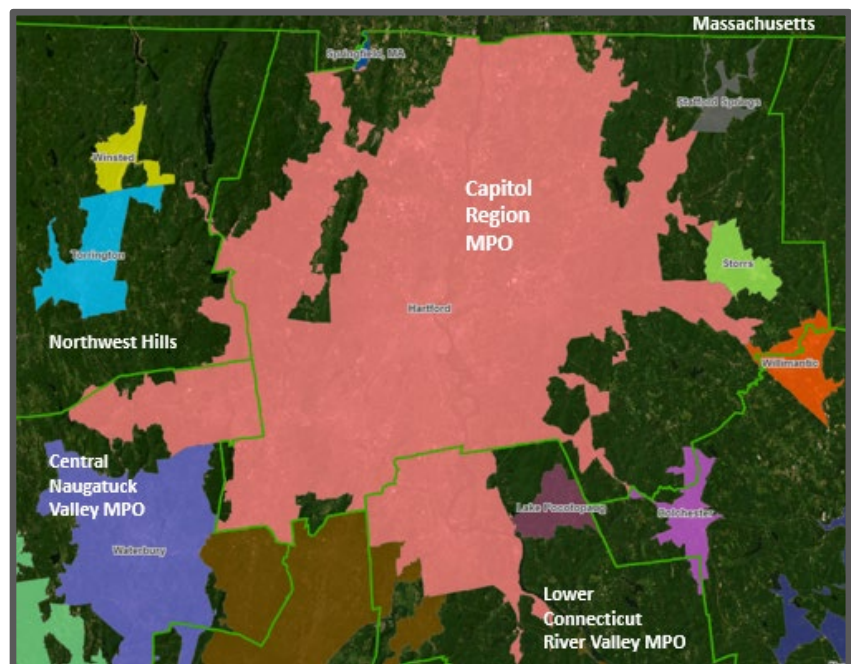 Massachusetts
Springfield, MA
Stafford Springs
Winsted
Capitol
Region
MPO
Torrington
Storrs
Hartford
Northwest Hills
Willimantic
Central
Naugatuck
Valley MPO
Lake Pocotopaug
Colchester
Waterbury
Lower
Connecticut
River Valley MPO